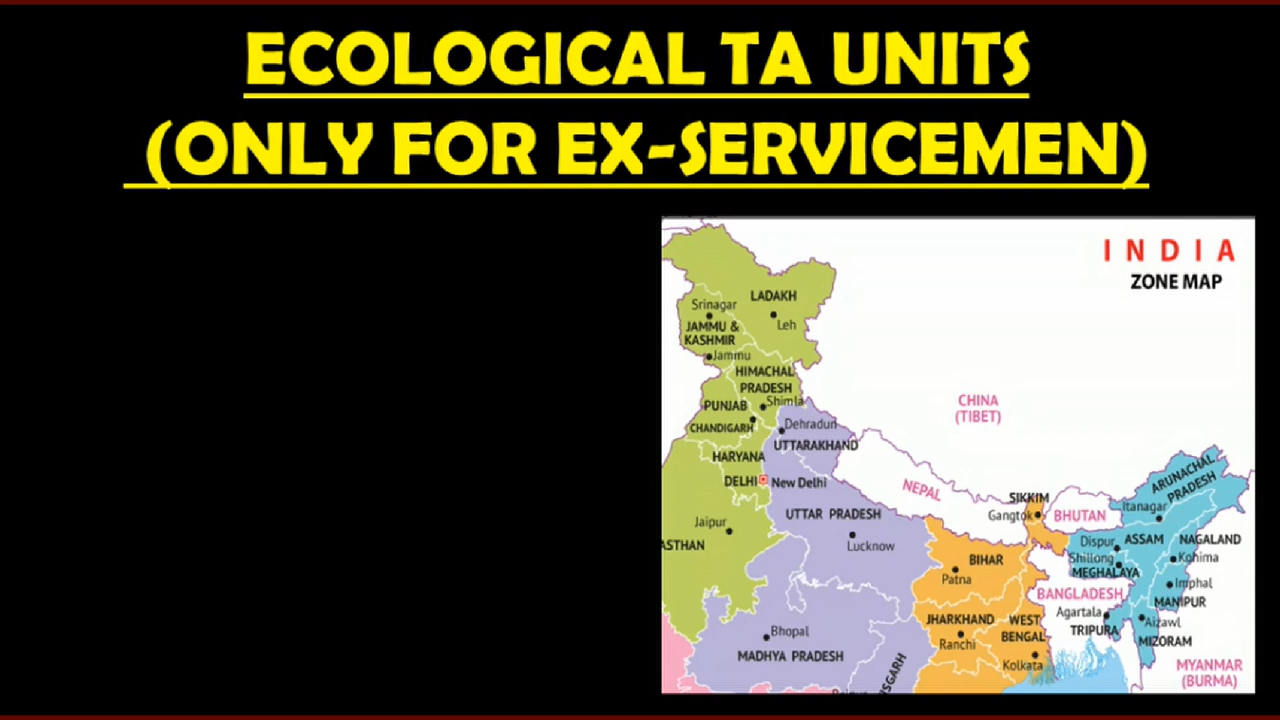 ECOLOGICAL TA UNITS
(ONLY FOR EX-SERVICEMEN)
INDIA
ZONE MAP
LADAKH
Srinagar
Leh
JAMMU &
KASHMIR
Jammu
HIMACHAL
PRADESH
Shimla
PUNJAB
CHANDIGARH
Dehradun
UTTARAKHAND
HARYANA
DELHI
New Delhi
CHINA
(TIBET)
NEPAL
SIKKIM
Gangtok
BHUTAN
ARUNACHAL
PRADESH
Itanagar
UTTAR PRADESH
Lucknow
Jaipur
ASTHAN
BIHAR
Patna
Dispur
ASSAM
NAGALAND
Shillong
Kohima
MEGHALAYA
Imphal
BANGLADESH
MANIPUR
Agartala
Aizawl
TRIPURA
MIZORAM
JHARKHAND
Ranchi
WEST
BENGAL
Kolkata
Bhopal
MADHYA PRADESH
ISGARH
MYANMAR
(BURMA)